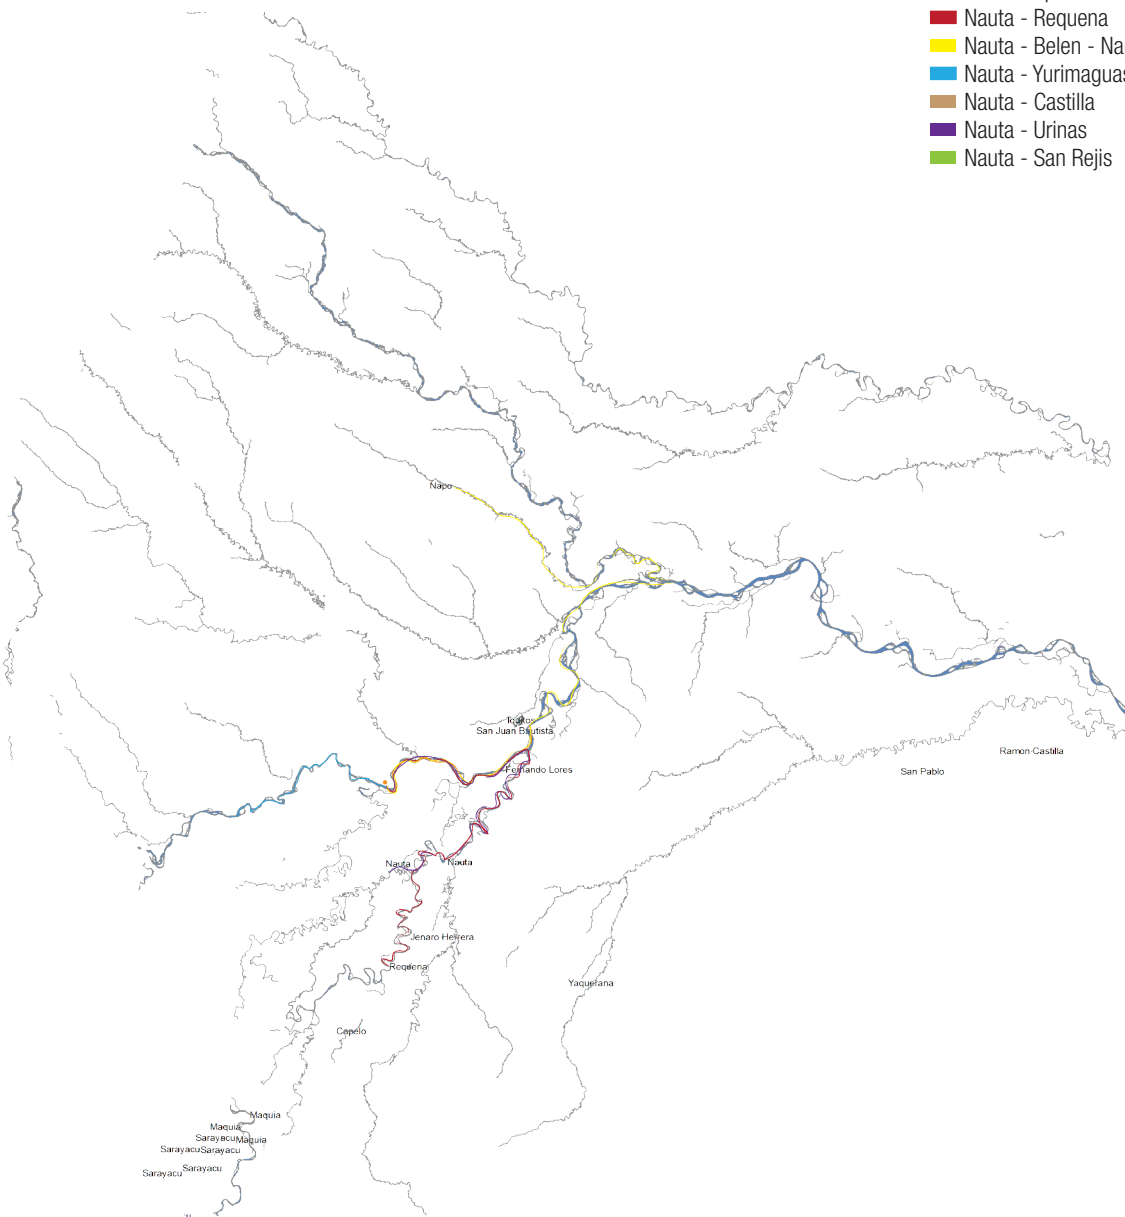 Nauta - Requena
Nauta - Belen - Na
Nauta - Yurimaguas
Nauta - Castilla
Nauta - Urinas
Nauta - San Rejis
Napo
Iquitos
San Juan Bautista
Fernando Lores
Ramón Castilla
San Pablo
Nauta
Nauta
Jenaro Herrera
Requena
Yaquerana
Capelo
Maquia
Maquia
Sarayacu
Maquia
Sarayacu
Sarayacu
Sarayacu
Sarayacu